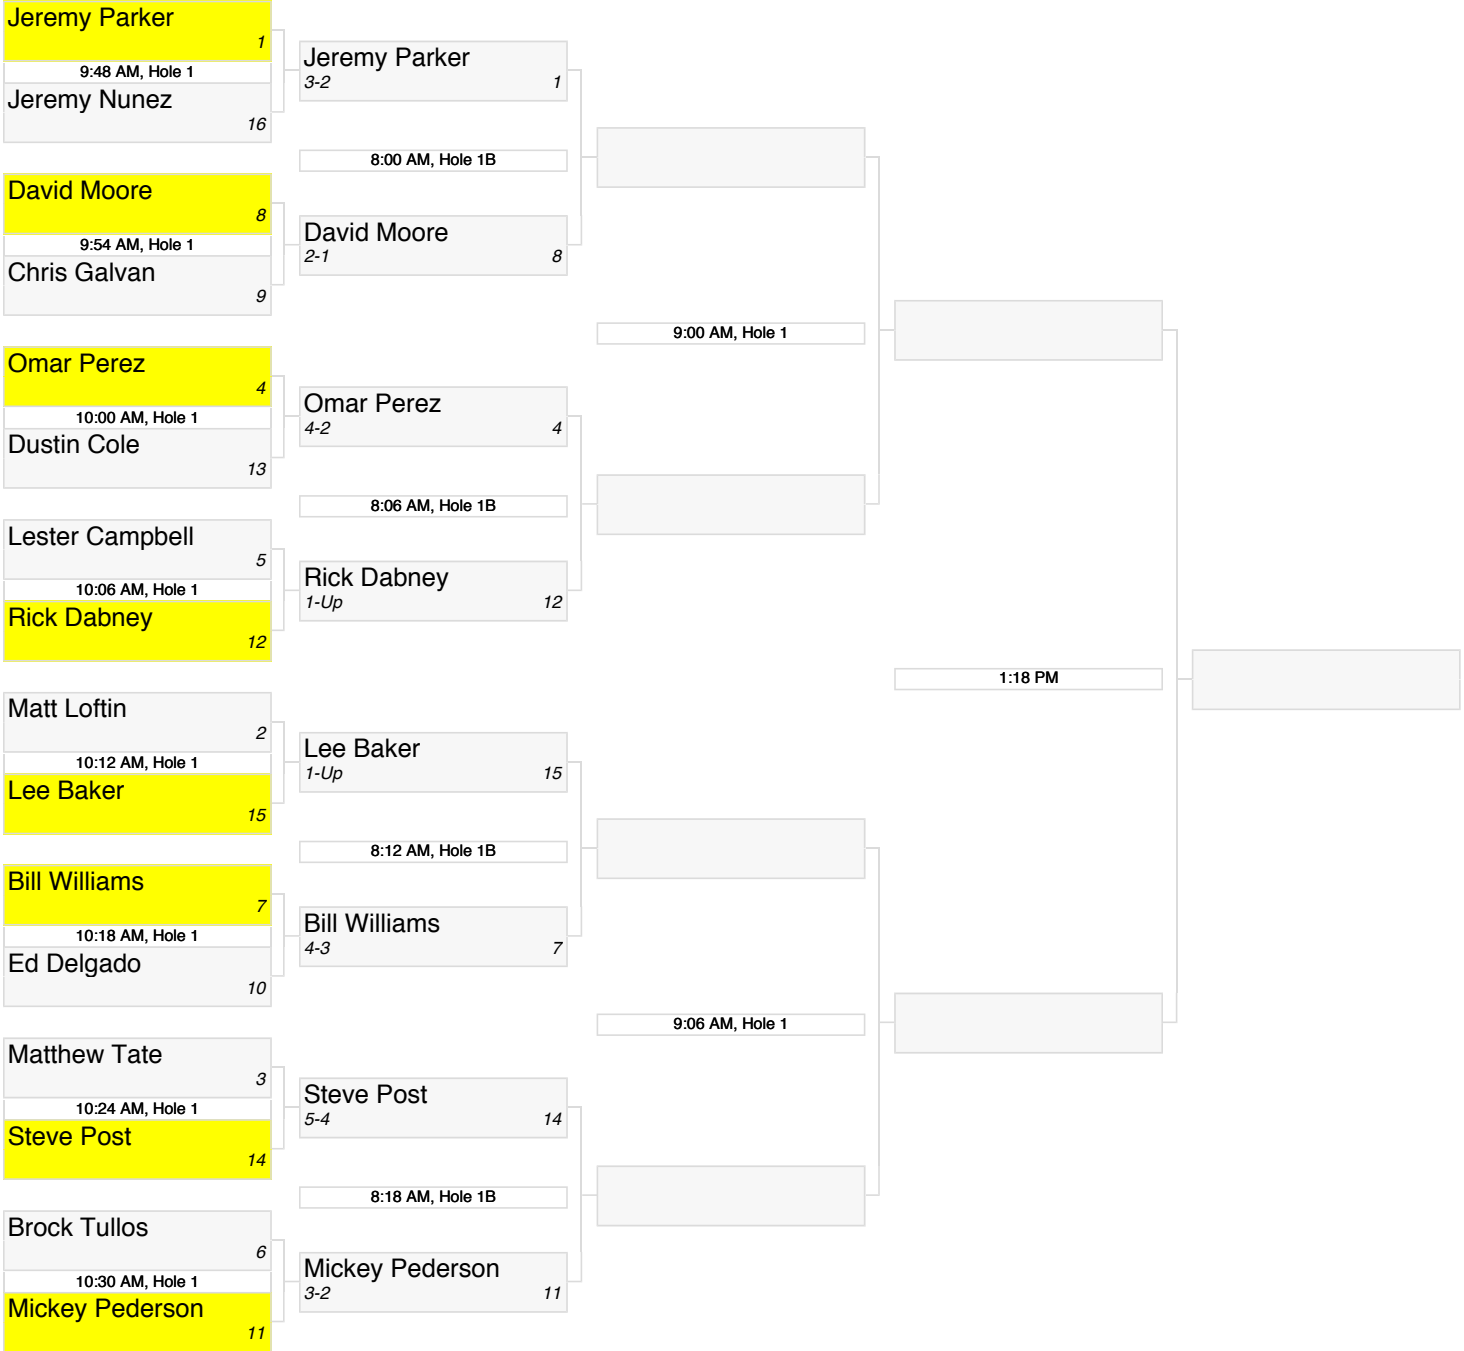 Jeremy Parker
1
9:48 AM, Hole 1
Jeremy Nunez
16
David Moore
8
9:54 AM, Hole 1
Chris Galvan
9
Omar Perez
4
10:00 AM, Hole 1
Dustin Cole
13
Lester Campbell
5
10:06 AM, Hole 1
Rick Dabney
12
Matt Loftin
2
10:12 AM, Hole 1
Lee Baker
15
Bill Williams
7
10:18 AM, Hole 1
Ed Delgado
10
Matthew Tate
3
10:24 AM, Hole 1
Steve Post
14
Brock Tullos
6
10:30 AM, Hole 1
Mickey Pederson
11
Jeremy Parker
3-2 1
8:00 AM, Hole 1B
David Moore
2-1 8
Omar Perez
4-2 4
8:06 AM, Hole 1B
Rick Dabney
1-Up 12
Lee Baker
1-Up 15
8:12 AM, Hole 1B
Bill Williams
4-3 7
Steve Post
5-4 14
8:18 AM, Hole 1B
Mickey Pederson
3-2 11
9:00 AM, Hole 1
9:06 AM, Hole 1
1:18 PM